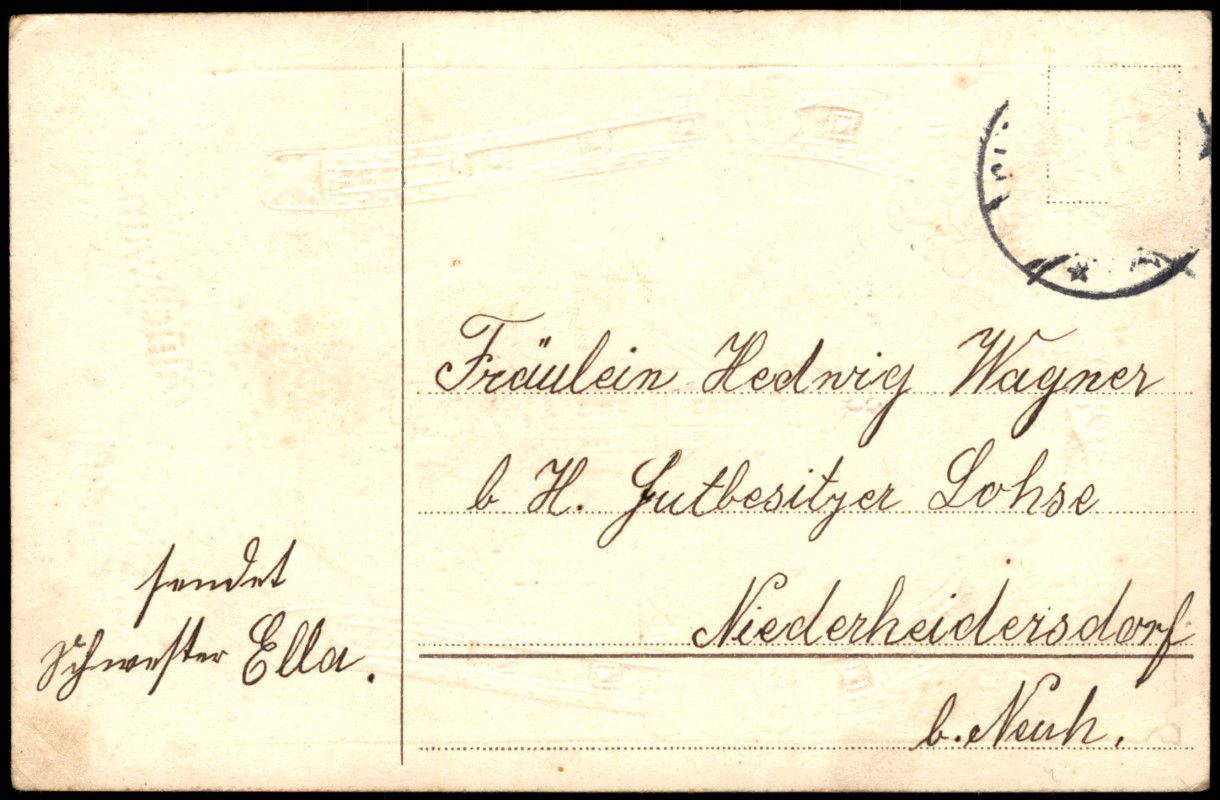 sendet
Schwester Ella.
Fräulein Hedwig Wagner
b H. Gutbesitzer Lohse
Niederheidersdorf
b. Neuh.